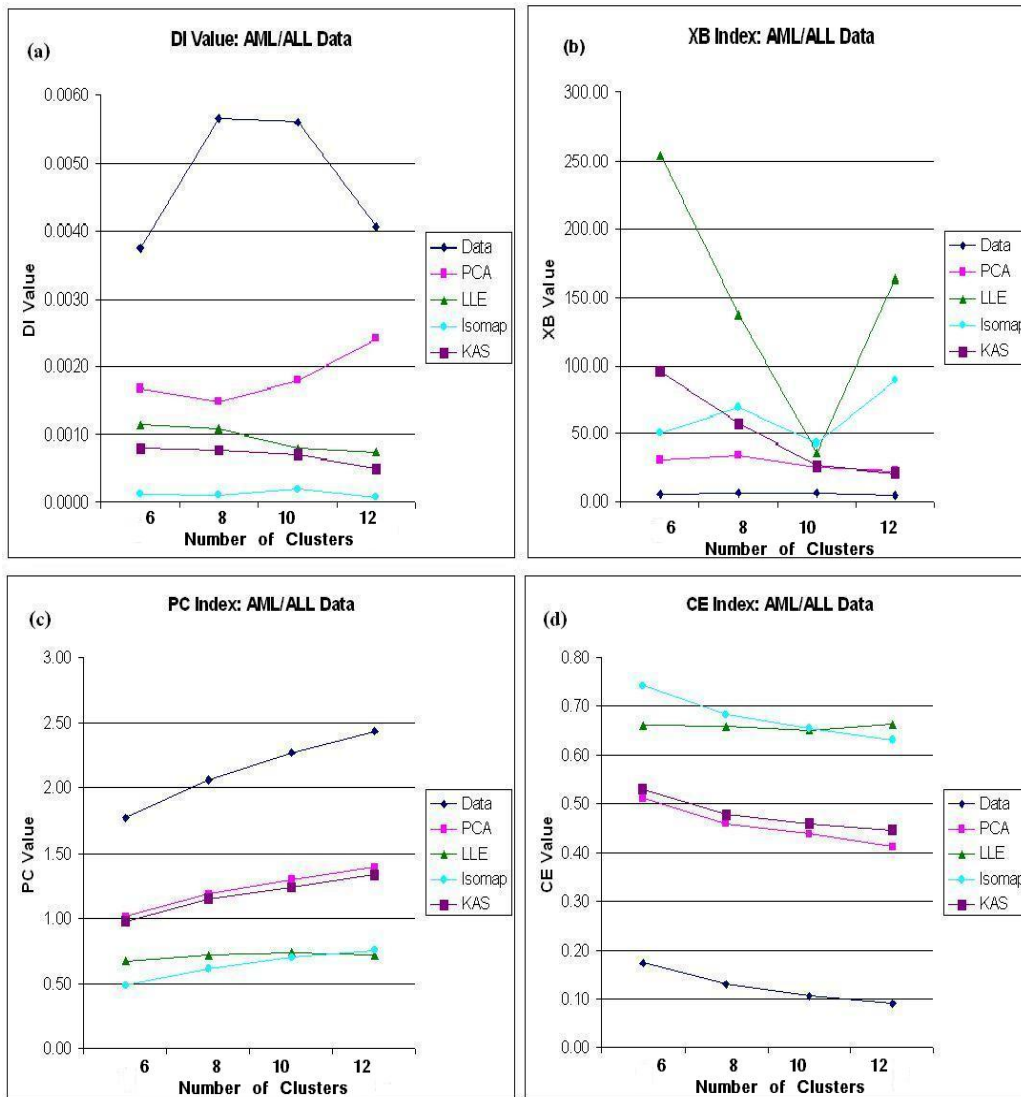 (a)
DI Value: AML/ALL Data
0.0060
0.0050
0.0040
0.0030
0.0020
0.0010
0.0000
DI Value
6 8 10 12
Number of Clusters
Data
PCA
LLE
Isomap
KAS
(b)
XB Index: AML/ALL Data
300.00
250.00
200.00
150.00
100.00
50.00
0.00
XB Value
6 8 10 12
Number of Clusters
Data
PCA
LLE
Isomap
KAS
(c)
PC Index: AML/ALL Data
3.00
2.50
2.00
1.50
1.00
0.50
0.00
PC Value
6 8 10 12
Number of Clusters
Data
PCA
LLE
Isomap
KAS
(d)
CE Index: AML/ALL Data
0.80
0.70
0.60
0.50
0.40
0.30
0.20
0.10
0.00
CE Value
6 8 10 12
Number of Clusters
Data
PCA
LLE
Isomap
KAS